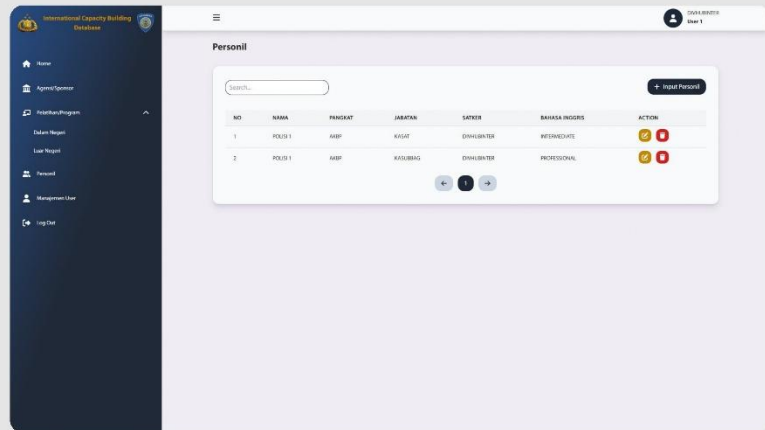 International Capacity Building
Database
Home
Agensi/Sponsor
Pelatihan/Program
Dalam Negeri
Luar Negeri
Personil
Manajemen User
Log Out
DIVHUBINTER
User 1
Personil
Search...
+ Input Personil
NO NAMA PANGKAT JABATAN SATKER BAHASA INGGRIS ACTION
1 POLISI 1 AKBP KASAT DIVHUBINTER INTERMEDIATE
2 POLISI 1 AKBP KASUBBAG DIVHUBINTER PROFESSIONAL
1